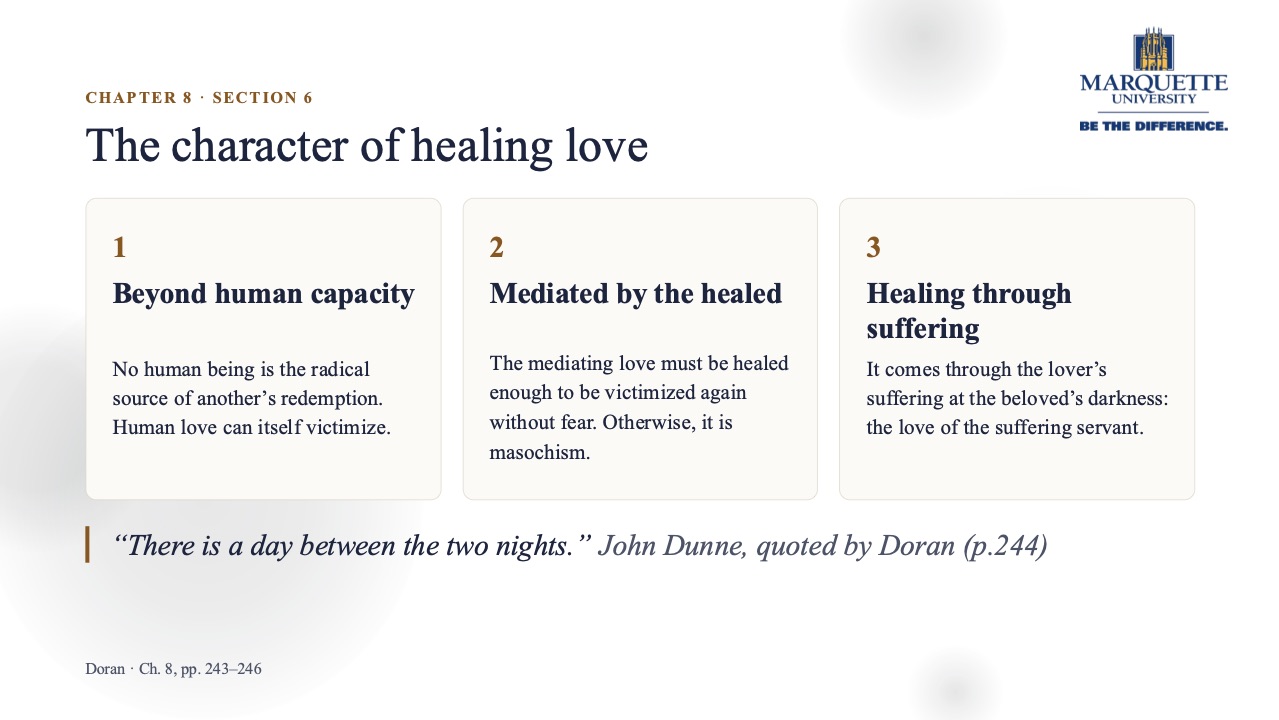 MARQUETTE
UNIVERSITY
BE THE DIFFERENCE.
CHAPTER 8 · SECTION 6
The character of healing love
1
Beyond human capacity
No human being is the radical
source of another’s redemption.
Human love can itself victimize.
2
Mediated by the healed
The mediating love must be healed
enough to be victimized again
without fear. Otherwise, it is
masochism.
3
Healing through
suffering
It comes through the lover’s
suffering at the beloved’s darkness:
the love of the suffering servant.
“There is a day between the two nights.” John Dunne, quoted by Doran (p.244)
Doran · Ch. 8, pp. 243–246